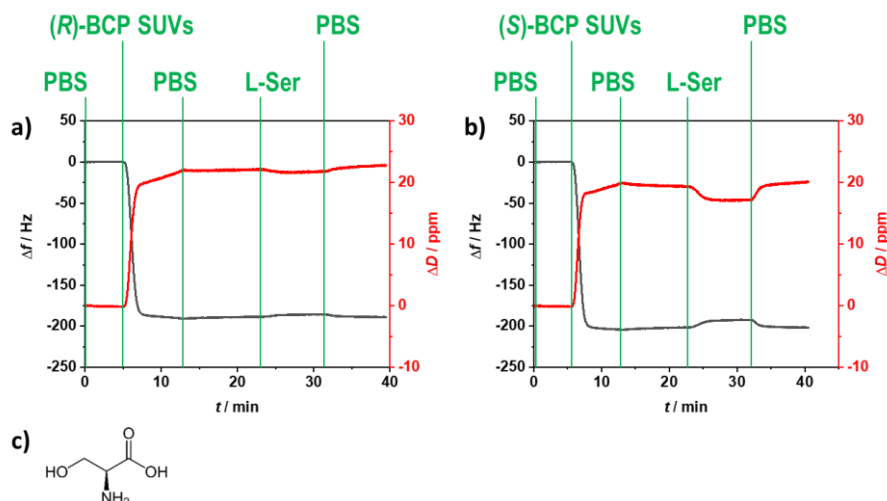 (R)-BCP SUVs PBS
PBS PBS L-Ser
a)
50
0
-50
-100
-150
-200
-250
Δf / Hz
30
20
10
0
-10
ΔD / ppm
0 10 20 30 40
t / min
(S)-BCP SUVs PBS
PBS PBS L-Ser
b)
50
0
-50
-100
-150
-200
-250
Δf / Hz
30
20
10
0
-10
ΔD / ppm
0 10 20 30 40
t / min
c)
O
HO OH
NH2